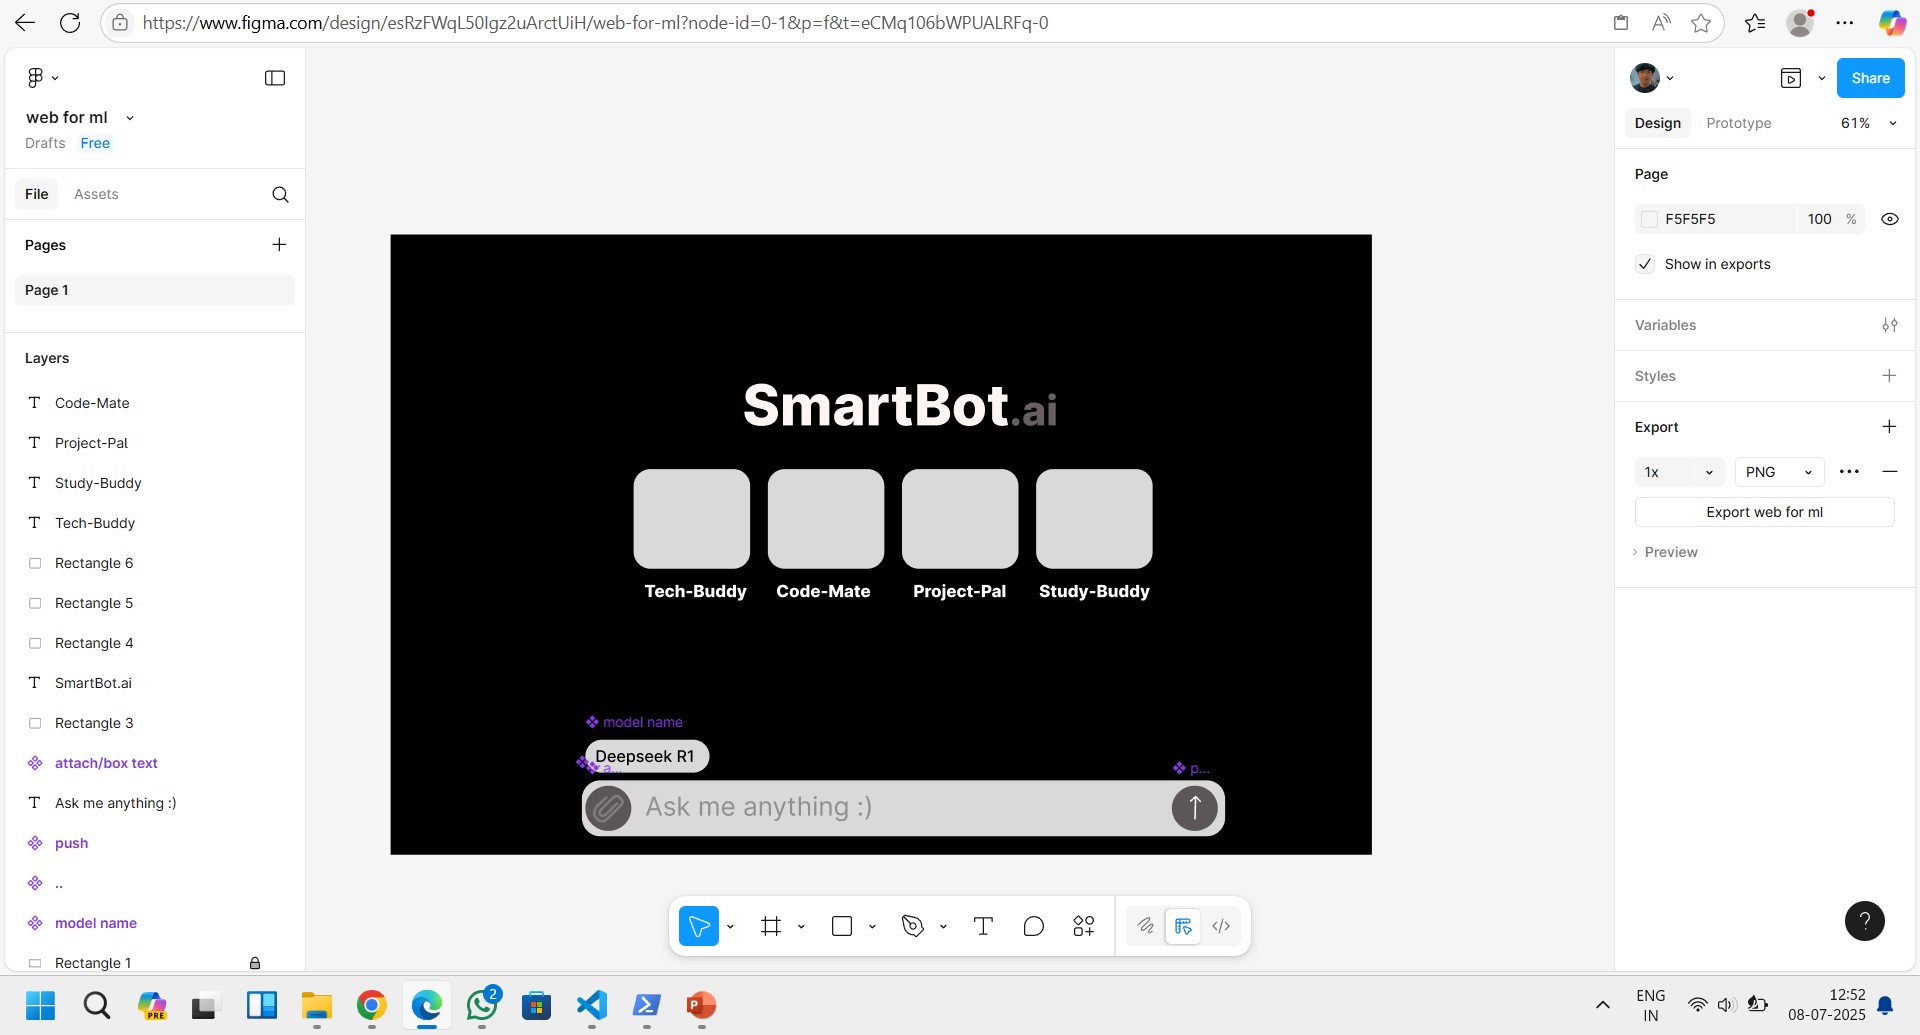 https://www.figma.com/design/esRzFWqL50Igz2uArctUiH/web-for-ml?node-id=0-1&p=f&t=eCMq106bWPUALRFq-0
web for ml
Drafts Free
File Assets
Pages
Page 1
Layers
Code-Mate
Project-Pal
Study-Buddy
Tech-Buddy
Rectangle 6
Rectangle 5
Rectangle 4
SmartBot.ai
Rectangle 3
attach/box text
Ask me anything :)
push
..
model name
Rectangle 1
SmartBot.ai
Tech-Buddy Code-Mate Project-Pal Study-Buddy
model name
Deepseek R1
a... p...
Ask me anything :)
Share
Design Prototype 61%
Page
F5F5F5 100 %
Show in exports
Variables
Styles
Export
1x PNG
Export web for ml
Preview
?
PRE
2
ENG
IN
12:52
08-07-2025